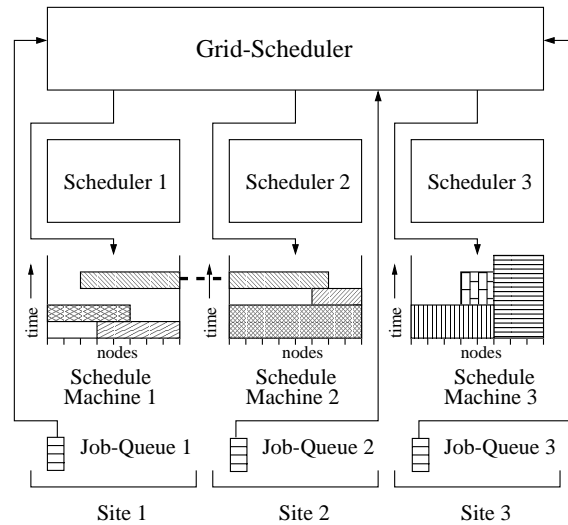 Grid-Scheduler
Scheduler 1
Scheduler 2
Scheduler 3
time
time
time
nodes
nodes
nodes
Schedule
Machine 1
Schedule
Machine 2
Schedule
Machine 3
Job-Queue 1
Job-Queue 2
Job-Queue 3
Site 1
Site 2
Site 3